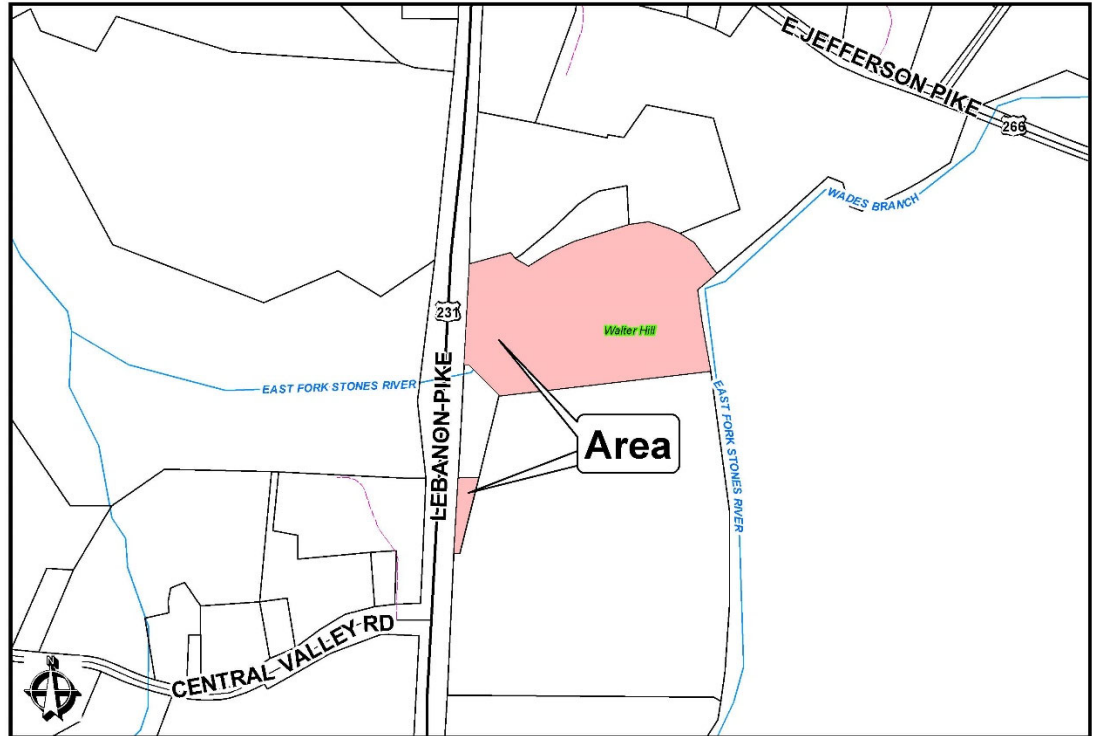 E JEFFERSON PIKE
266
WADES BRANCH
231
Walter Hill
EAST FORK STONES RIVER
LEBANON PIKE
EAST FORK STONES RIVER
Area
CENTRAL VALLEY RD
N